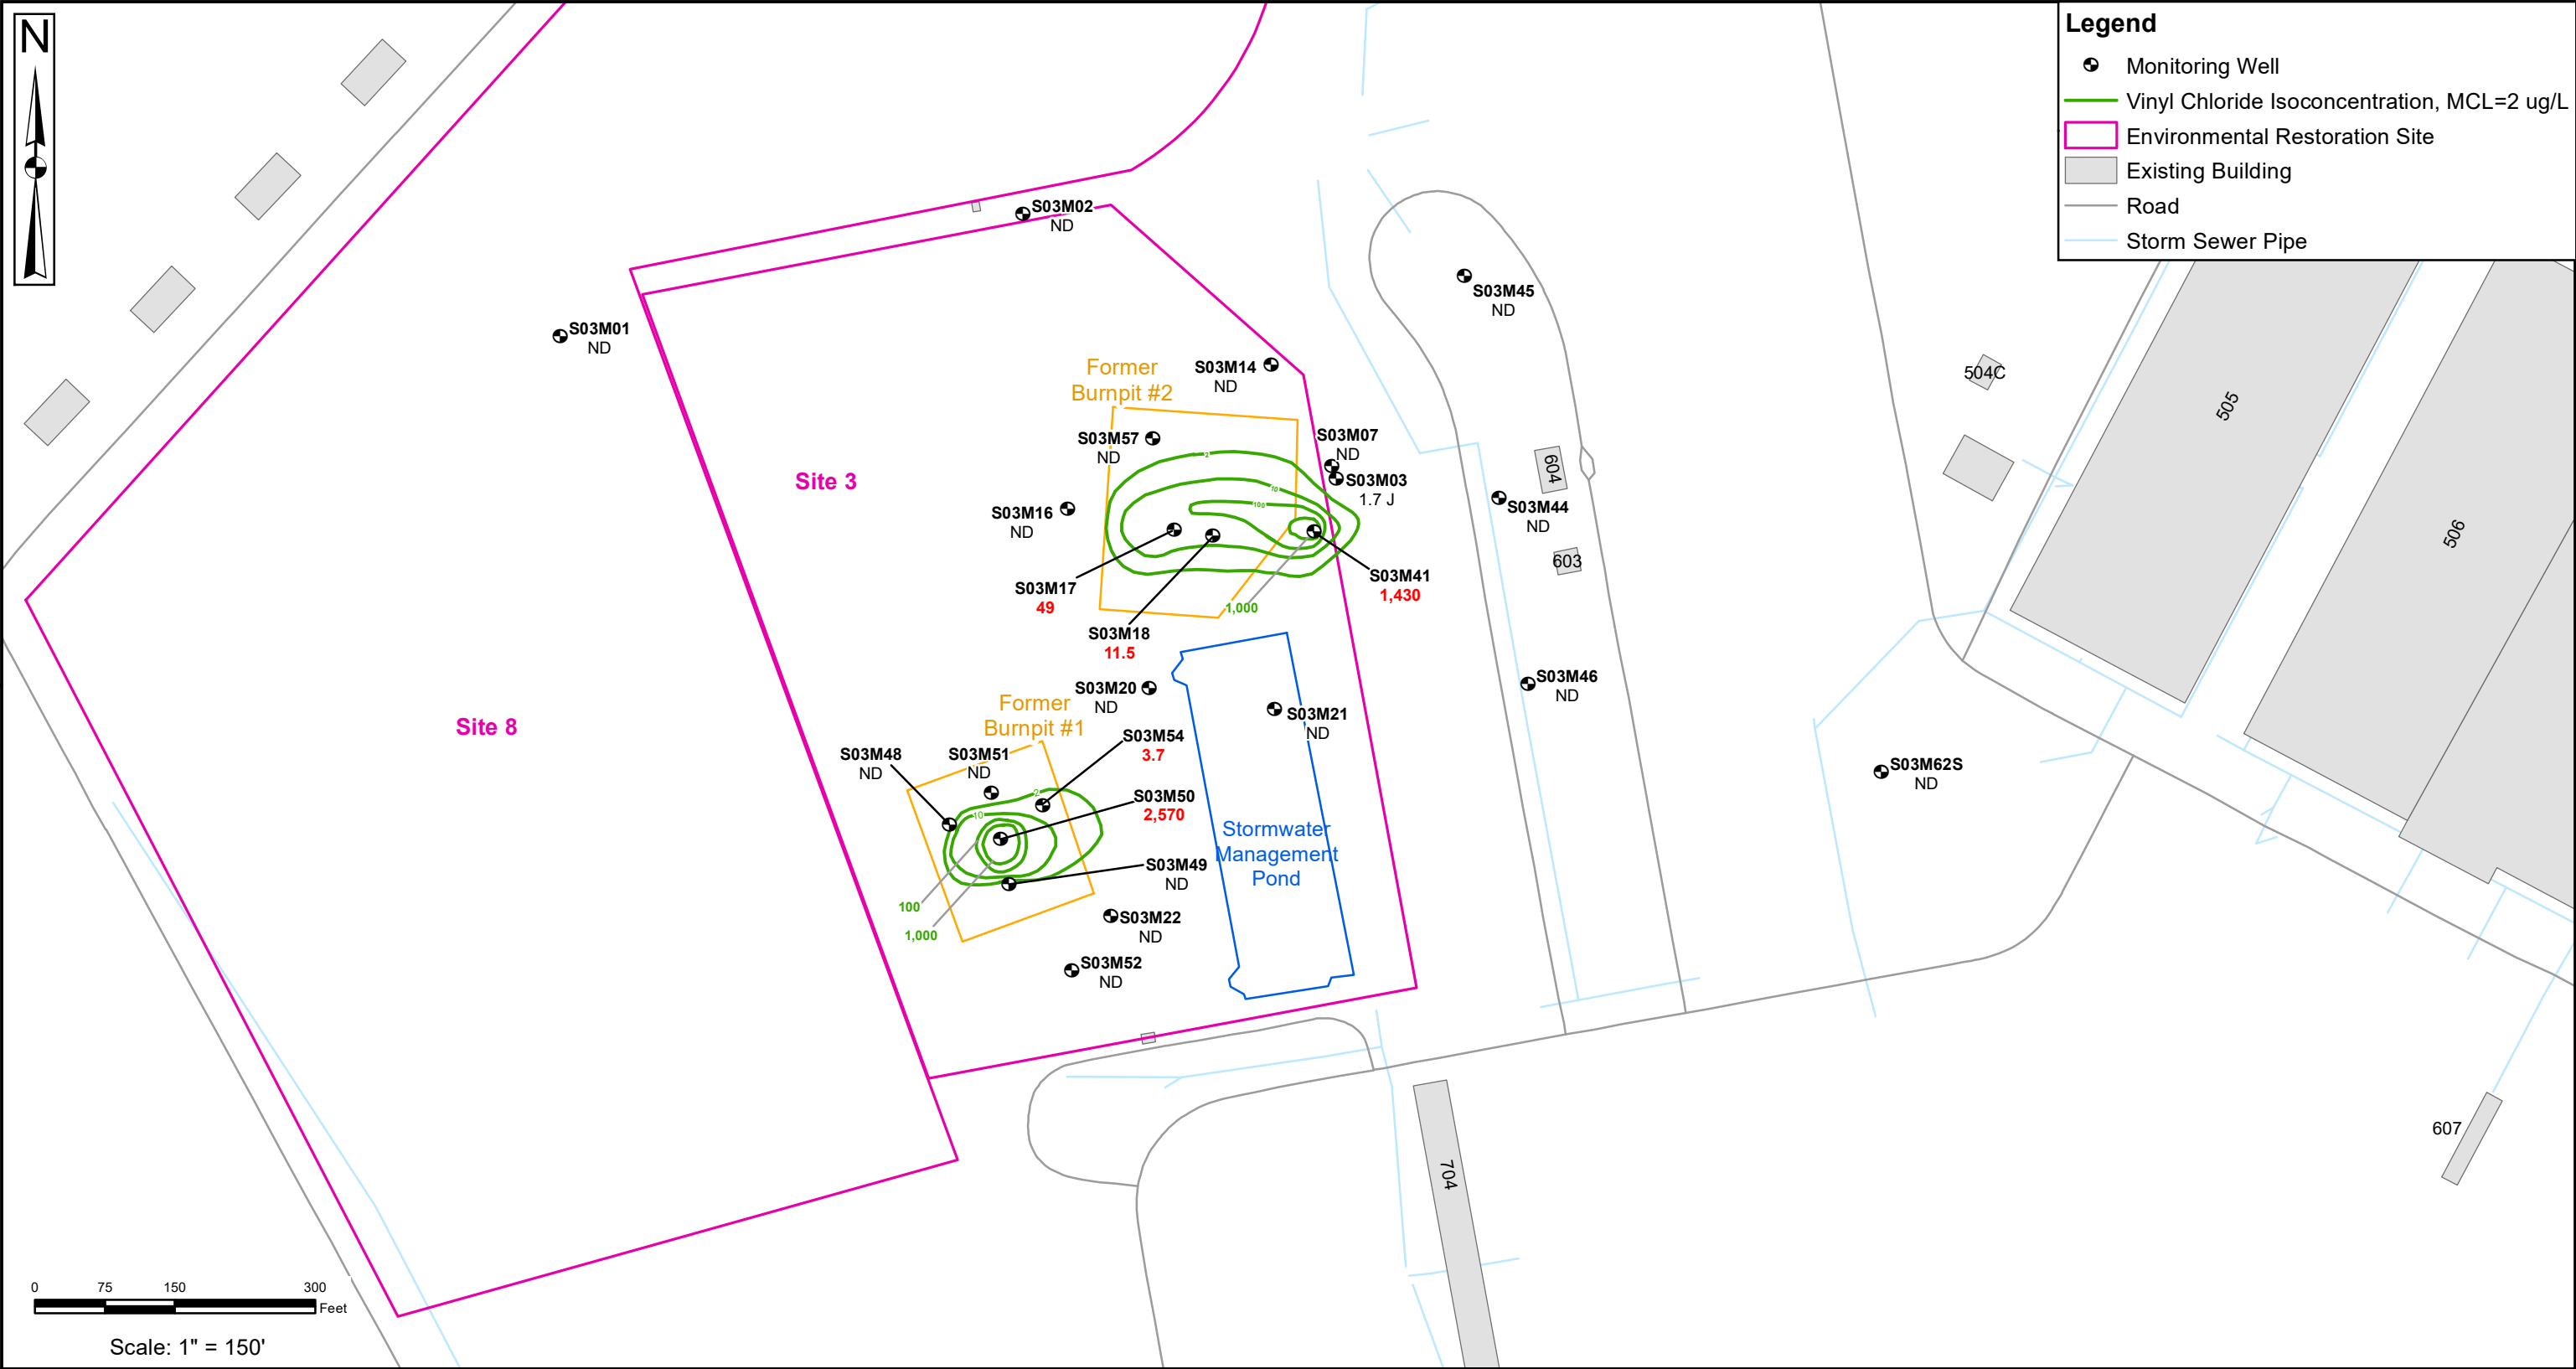 N
Legend
Monitoring Well
Vinyl Chloride Isoconcentration, MCL=2 ug/L
Environmental Restoration Site
Existing Building
Road
Storm Sewer Pipe
S03M02
ND
S03M01
ND
S03M45
ND
Former
Burnpit #2
S03M14
ND
504C
505
506
S03M57
ND
S03M07
ND
S03M03
1.7 J
604
Site 3
2
10
100
S03M16
ND
S03M44
ND
603
S03M17
49
1,000
S03M41
1,430
S03M18
11.5
S03M20
ND
S03M46
ND
Former
Burnpit #1
S03M21
ND
Site 8
S03M54
3.7
S03M48
ND
S03M51
ND
S03M62S
ND
2
10
S03M50
2,570
Stormwater
Management
Pond
S03M49
ND
100
1,000
S03M22
ND
S03M52
ND
607
704
0 75 150 300
Feet
Scale: 1" = 150'